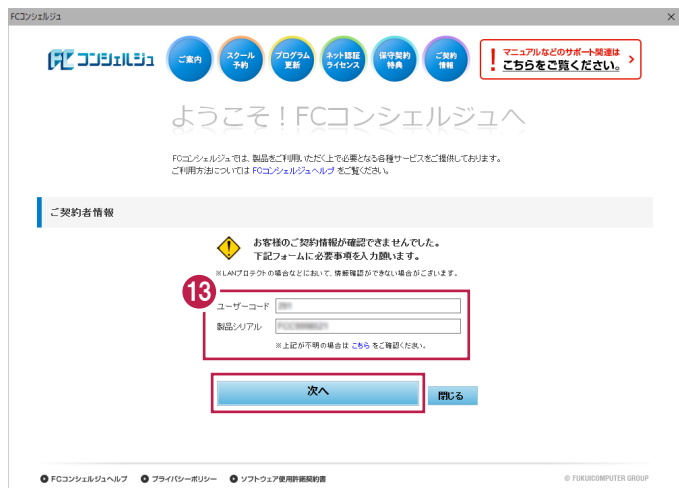 FCコンシェルジュ
FC コンシェルジュ
ご案内
スクール
予約
プログラム
更新
ネット認証
ライセンス
保守契約
特典
ご契約
情報
マニュアルなどのサポート関連は
こちらをご覧ください。
ようこそ！FCコンシェルジュへ
FCコンシェルジュでは、製品をご利用いただく上で必要となる各種サービスをご提供しております。
ご利用方法については FCコンシェルジュヘルプ をご覧ください。
ご契約者情報
お客様のご契約情報が確認できませんでした。
下記フォームに必要事項を入力願います。
※LANプロテクトの場合などにおいて、情報確認ができない場合がございます。
13
ユーザーコード
製品シリアル
※上記が不明の場合は こちら をご確認ください。
次へ
閉じる
FCコンシェルジュヘルプ プライバシーポリシー ソフトウェア使用許諾契約書
© FUKUICOMPUTER GROUP